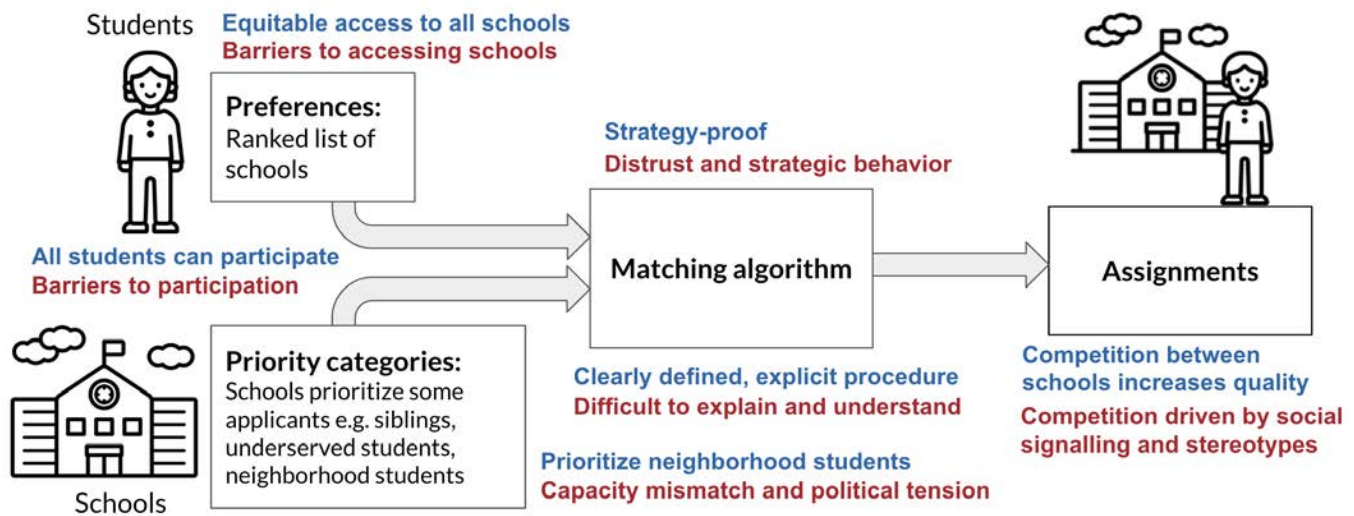 Students
Equitable access to all schools
Barriers to accessing schools
Preferences:
Ranked list of
schools
All students can participate
Barriers to participation
Priority categories:
Schools prioritize some
applicants e.g. siblings,
underserved students,
neighborhood students
Schools
Strategy-proof
Distrust and strategic behavior
Matching algorithm
Clearly defined, explicit procedure
Difficult to explain and understand
Prioritize neighborhood students
Capacity mismatch and political tension
Assignments
Competition between
schools increases quality
Competition driven by social
signalling and stereotypes